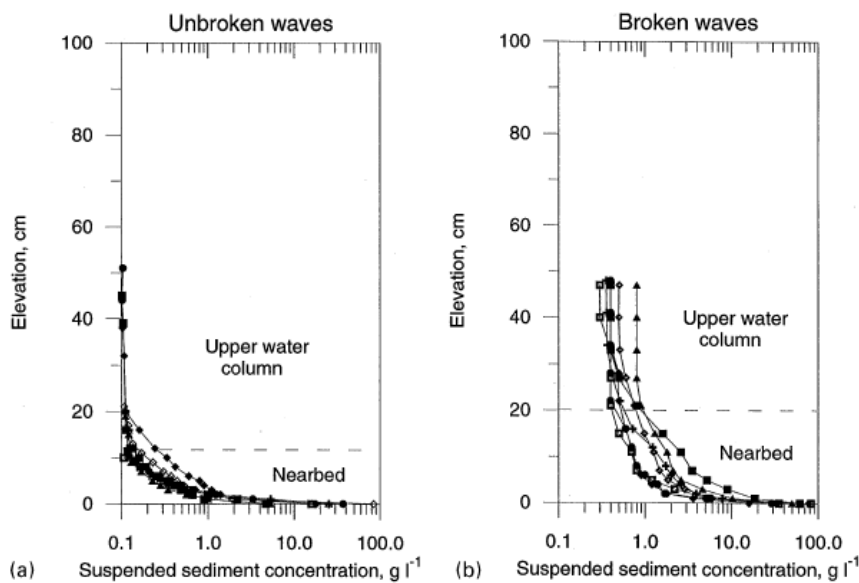 Unbroken waves
100
80
60
40
20
0
Elevation, cm
Upper water
column
Nearbed
0.1 1.0 10.0 100.0
(a) Suspended sediment concentration, g l⁻¹
Broken waves
100
80
60
40
20
0
Elevation, cm
Upper water
column
Nearbed
0.1 1.0 10.0 100.0
(b) Suspended sediment concentration, g l⁻¹